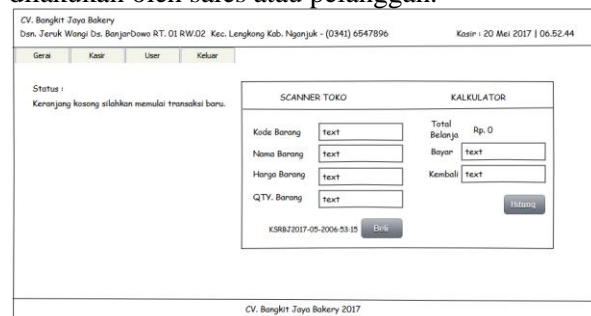 dilakukan oleh sales atau pelanggan.
CV. Bangkit Jaya Bakery
Dsn. Jeruk Wangi Ds. BanjarDowo RT. 01 RW.02 Kec. Lengkong Kab. Nganjuk - (0341) 6547896 Kasir : 20 Mei 2017 | 06.52.44
Gerai Kasir User Keluar
Status :
Keranjang kosong silahkan memulai transaksi baru.
SCANNER TOKO
Kode Barang text
Nama Barang text
Harga Barang text
QTY. Barang text
KSRBJ2017-05-2006-53-15 Beli
KALKULATOR
Total Belanja Rp. 0
Bayar text
Kembali text
Hitung
CV. Bangkit Jaya Bakery 2017